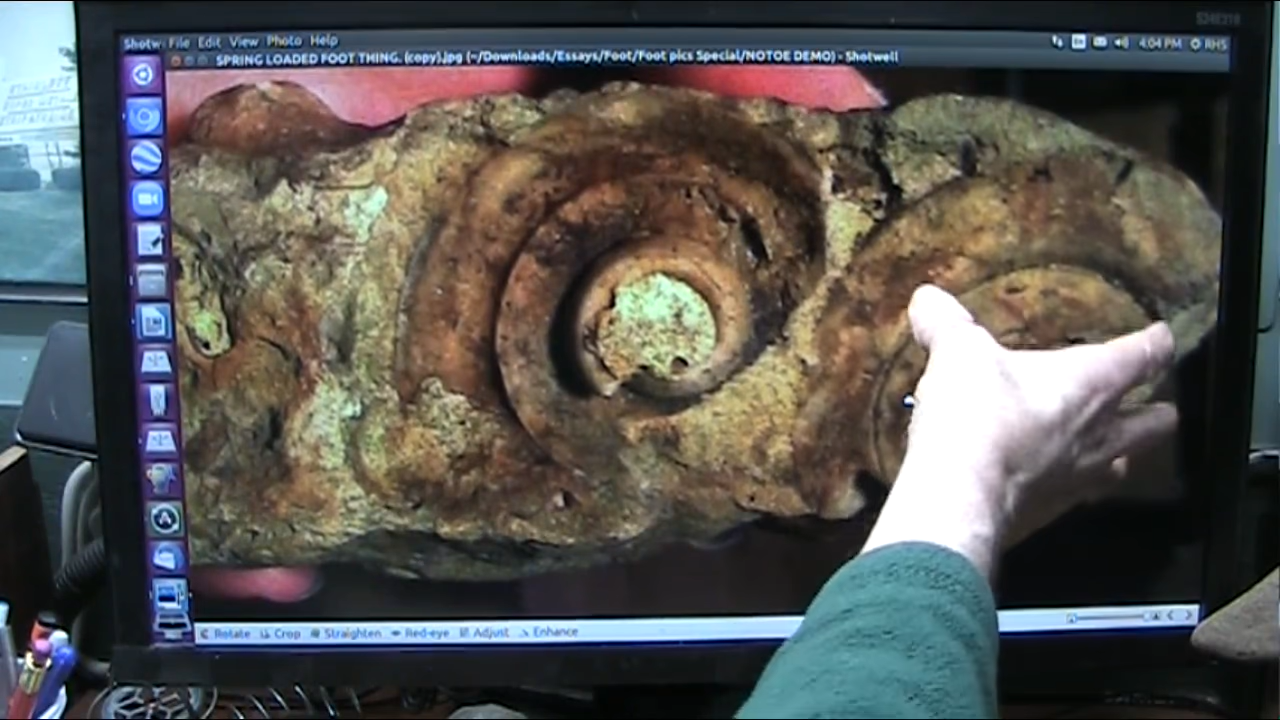 S24E310
Shotw File Edit View Photo Help
4:04 PM RHS
SPRING LOADED FOOT THING. (copy).jpg (~/Downloads/Essays/Foot/Foot pics Special/NOTOE DEMO) - Shotwell
Rotate Crop Straighten Red-eye Adjust Enhance